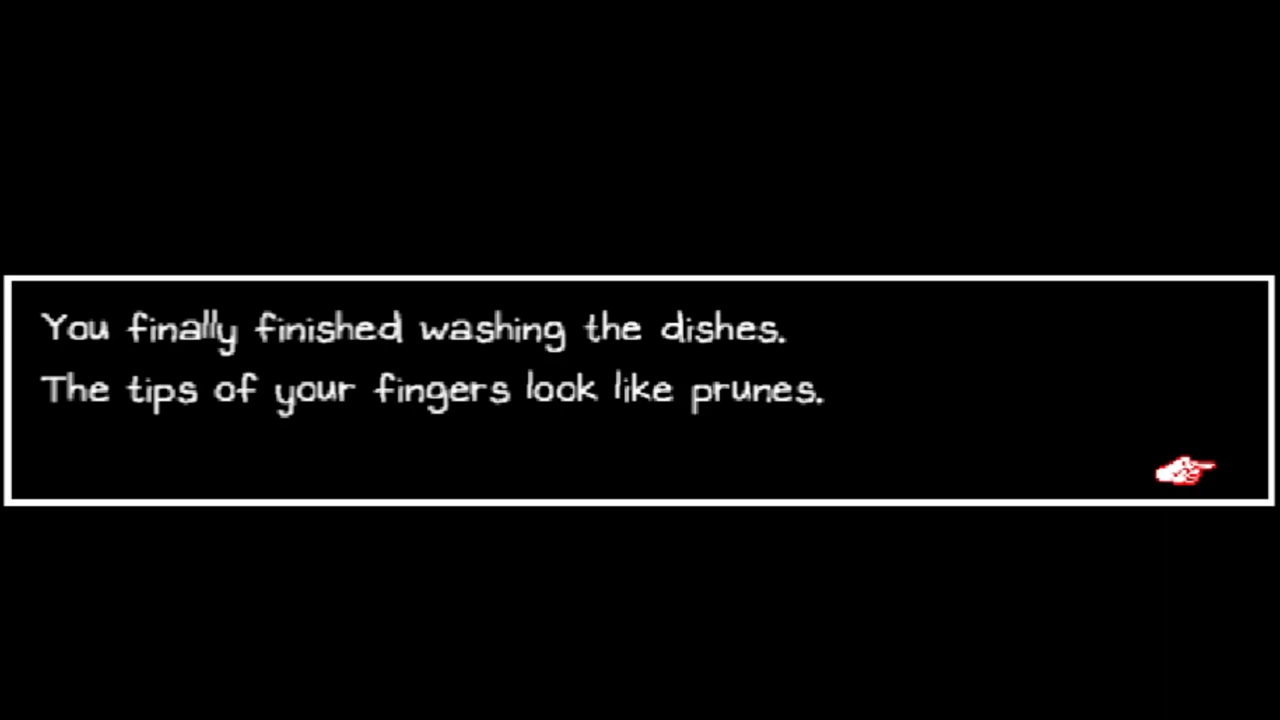 You finally finished washing the dishes.
The tips of your fingers look like prunes.